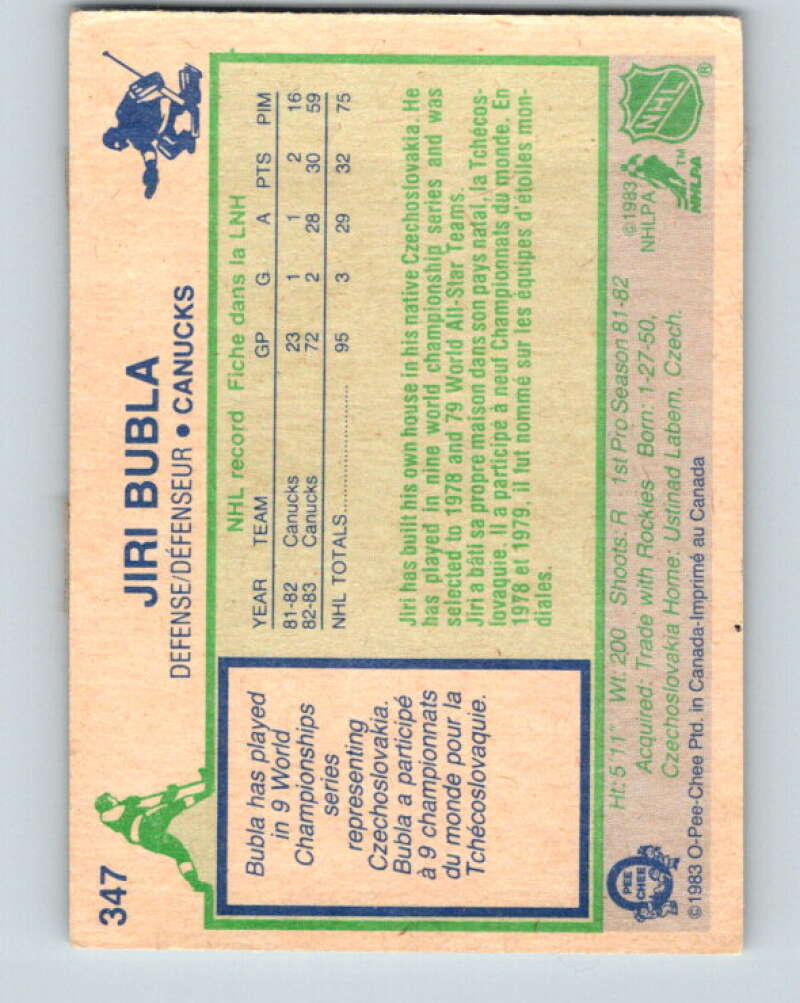 347
JIRI BUBLA
DEFENSE/DÉFENSEUR • CANUCKS
Bubla has played
in 9 World
Championships
series
representing
Czechoslovakia.
Bubla a participé
à 9 championnats
du monde pour la
Tchécoslovaquie.
NHL record Fiche dans la LNH
YEAR TEAM GP G A PTS PIM
81-82 Canucks 23 1 1 2 16
82-83 Canucks 72 2 28 30 59
NHL TOTALS 95 3 29 32 75
Jiri has built his own house in his native Czechoslovakia. He
has played in nine world championship series and was
selected to 1978 and 79 World All-Star Teams.
Jiri a bâti sa propre maison dans son pays natal, la Tchécos-
lovaquie. Il a participé à neuf Championnats du monde. En
1978 et 1979, il fut nommé sur les équipes d'étoiles mon-
diales.
Ht: 5'11" Wt: 200 Shoots: R 1st Pro Season 81-82
Acquired: Trade with Rockies Born: 1-27-50,
Czechoslovakia Home: Ustinad Labem, Czech.
©1983
NHLPA
NHL ®
NHLPA ™
O PEE CHEE
©1983 O-Pee-Chee Ptd. in Canada-Imprimé au Canada